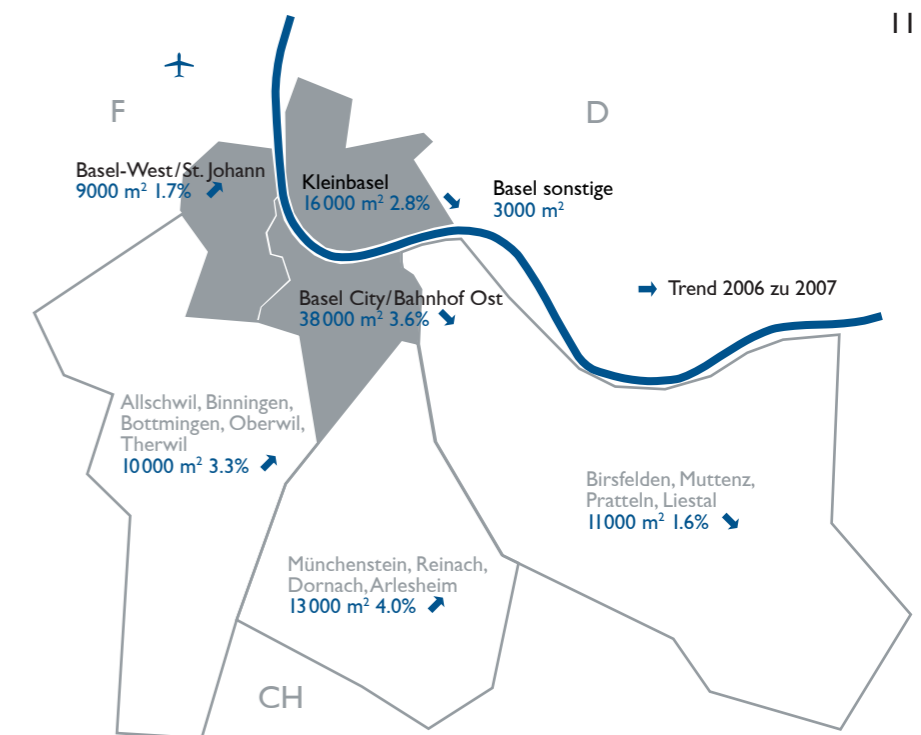 11
F
D
Basel-West/St. Johann
9000 m² 1.7%
Kleinbasel
16 000 m² 2.8%
Basel sonstige
3000 m²
Trend 2006 zu 2007
Basel City/Bahnhof Ost
38 000 m² 3.6%
Allschwil, Binningen,
Bottmingen, Oberwil,
Therwil
10 000 m² 3.3%
Birsfelden, Muttenz,
Pratteln, Liestal
11 000 m² 1.6%
Münchenstein, Reinach,
Dornach, Arlesheim
13 000 m² 4.0%
CH